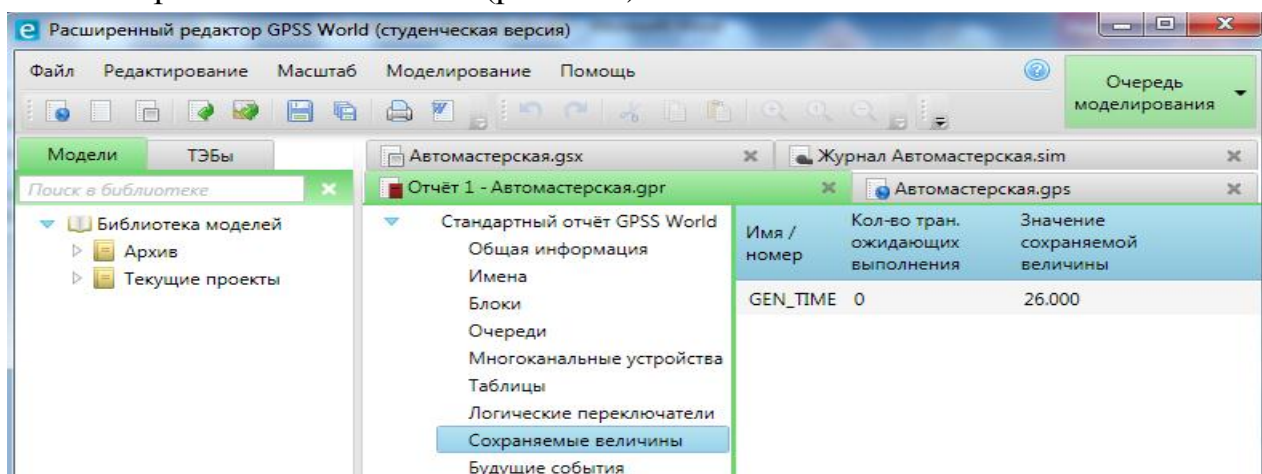 Расширенный редактор GPSS World (студенческая версия)
Файл Редактирование Масштаб Моделирование Помощь
Очередь
моделирования
Модели ТЭБы
Поиск в библиотеке
Библиотека моделей
Архив
Текущие проекты
Автомастерская.gsx
Журнал Автомастерская.sim
Отчёт 1 - Автомастерская.gpr
Автомастерская.gps
Стандартный отчёт GPSS World
Общая информация
Имена
Блоки
Очереди
Многоканальные устройства
Таблицы
Логические переключатели
Сохраняемые величины
Будущие события
Имя /
номер
Кол-во тран.
ожидающих
выполнения
Значение
сохраняемой
величины
GEN_TIME 0 26.000